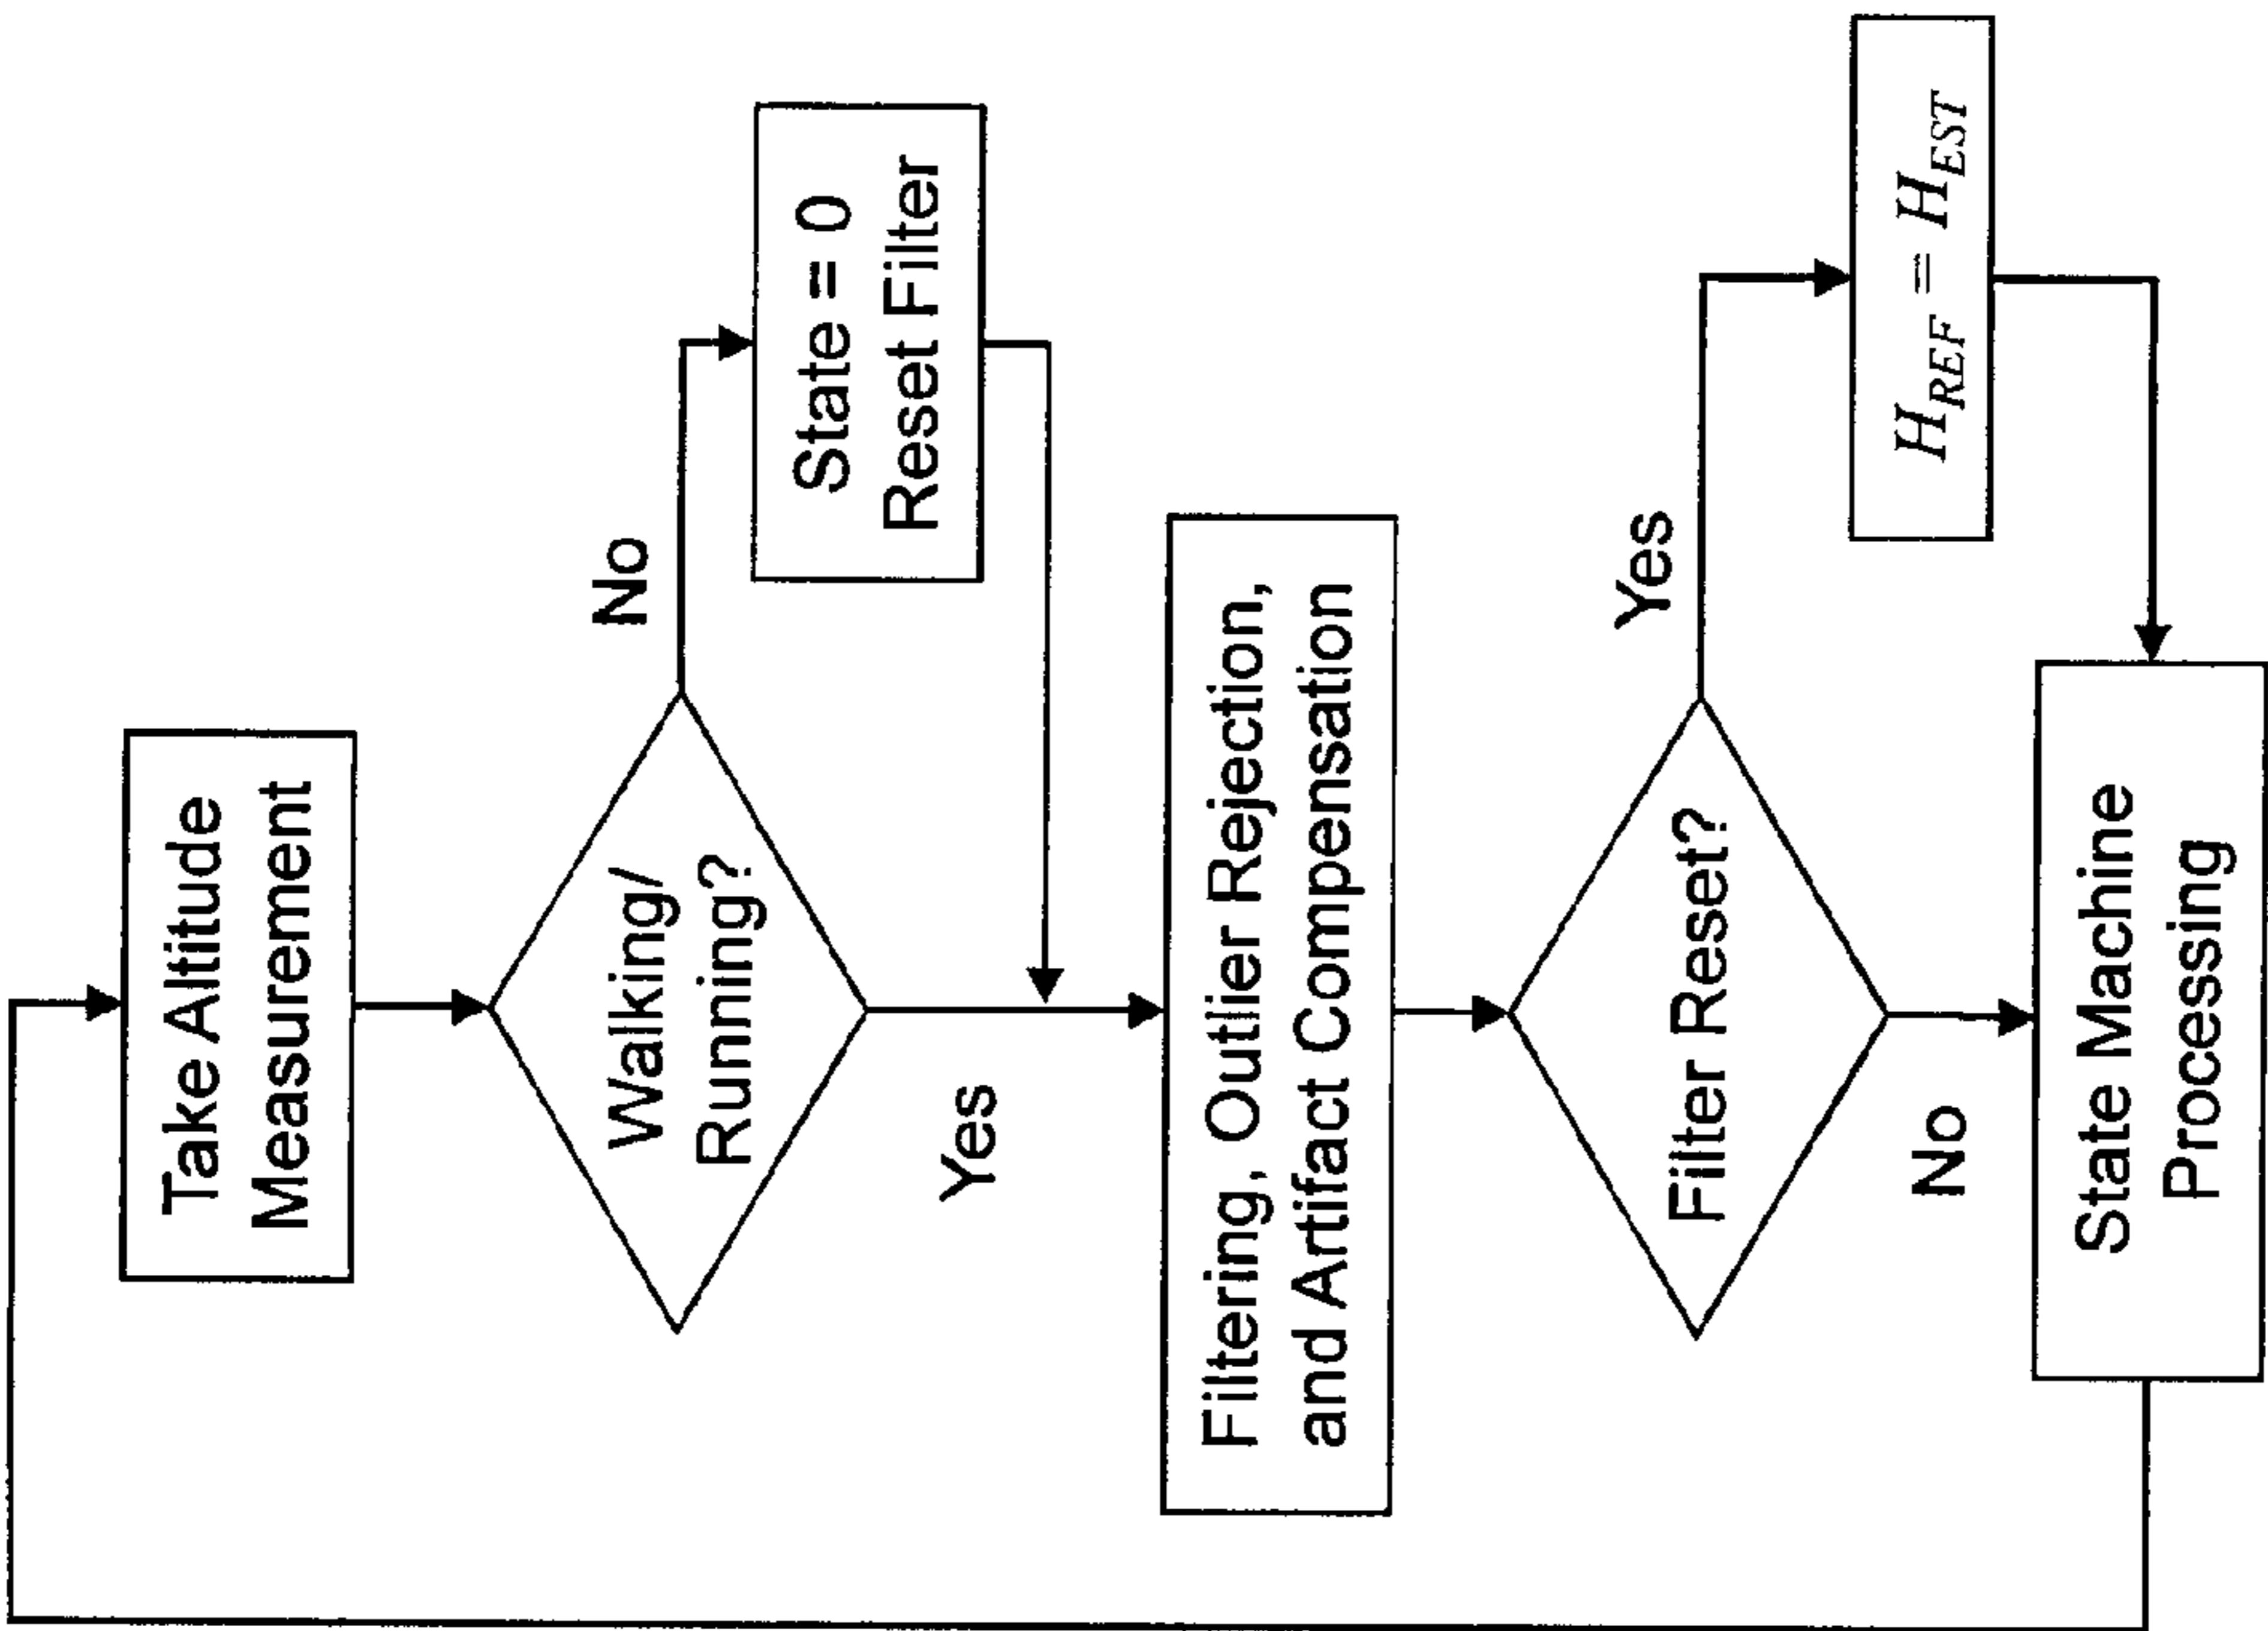 Take Altitude
Measurement
Walking/
Running?
No
State = 0
Reset Filter
Yes
Filtering, Outlier Rejection,
and Artifact Compensation
Filter Reset?
Yes
H_REF = H_EST
No
State Machine
Processing